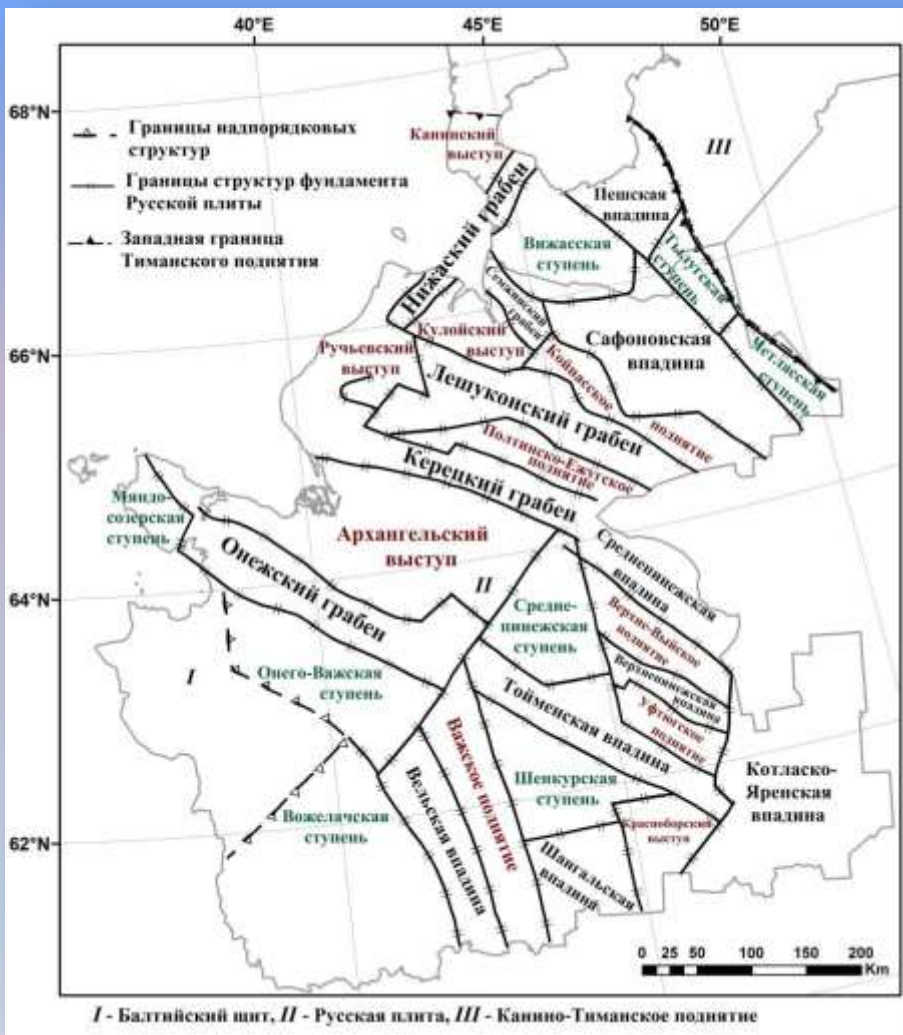 40°E
45°E
50°E
68°N
66°N
64°N
62°N
Границы надпорядковых
структур
Границы структур фундамента
Русской плиты
Западная граница
Тиманского поднятия
Канинский
выступ
III
Нижаский грабен
Пешская
впадина
Вижасская
ступень
Семжинский
грабен
ступень
Кулойский
выступ
Ручьевский
выступ
Сафоновская
впадина
Койнасское
поднятие
Метласская
ступень
Лешуконский грабен
Полтинско-Ежугское
поднятие
Керецкий грабен
Мяндо-
озерская
ступень
Архангельский
выступ
Онежский грабен
II
Средне-
пинежская
ступень
Среднепинежская
впадина
Верхне-Выйское
поднятие
Верхнепинежская
впадина
Уфтюгское
поднятие
I
Онего-Важская
ступень
Тойменская впадина
Важское поднятие
Вельская впадина
Шенкурская
ступень
Котласко-
Яренская
впадина
Вожелачская
ступень
Красноборский
выступ
Шангальская
впадина
0 25 50 100 150 200
Km
I - Балтийский щит, II - Русская плита, III - Канино-Тиманское поднятие